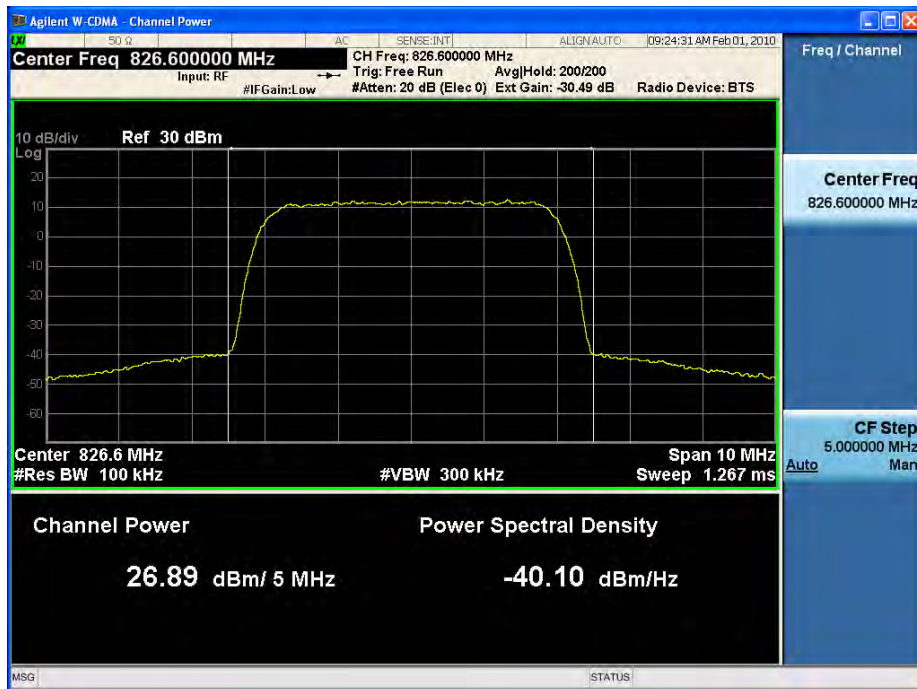 Agilent W-CDMA - Channel Power
LXI 50 Ω AC SENSE:INT ALIGN AUTO 09:24:31 AM Feb 01, 2010
Center Freq 826.600000 MHz
Input: RF
#IFGain:Low
CH Freq: 826.600000 MHz
Trig: Free Run Avg|Hold: 200/200
#Atten: 20 dB (Elec 0) Ext Gain: -30.49 dB Radio Device: BTS
Freq / Channel
10 dB/div Ref 30 dBm
Log
20
10
0
-10
-20
-30
-40
-50
-60
Center 826.6 MHz Span 10 MHz
#Res BW 100 kHz #VBW 300 kHz Sweep 1.267 ms
Center Freq
826.600000 MHz
CF Step
5.000000 MHz
Auto Man
Channel Power Power Spectral Density
26.89 dBm/ 5 MHz -40.10 dBm/Hz
MSG STATUS